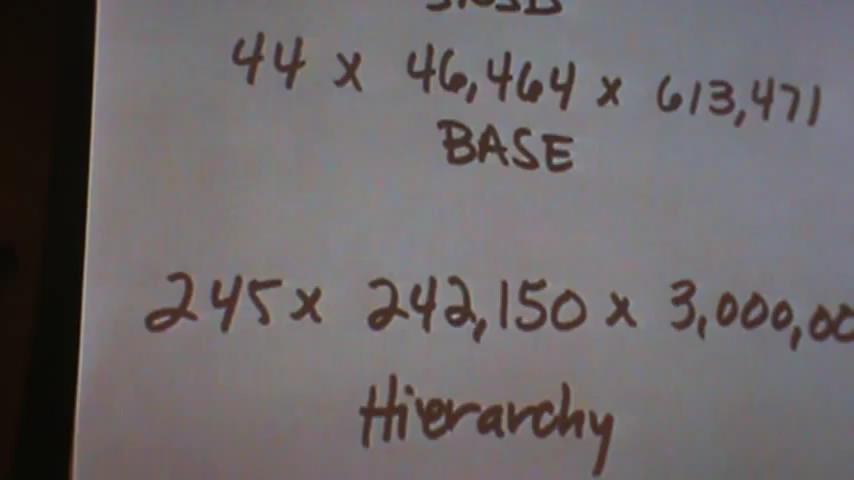 44 x 46,464 x 613,471
BASE
245 x 242,150 x 3,000,00
Hierarchy